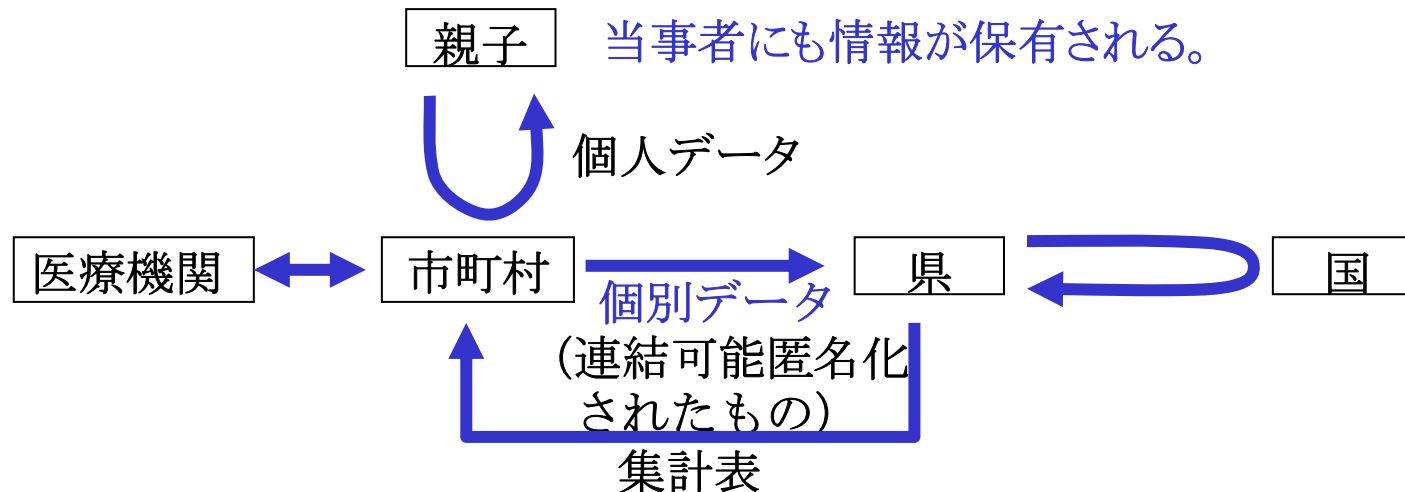 親子
当事者にも情報が保有される。
個人データ
医療機関
市町村
県
国
個別データ
（連結可能匿名化
されたもの）
集計表